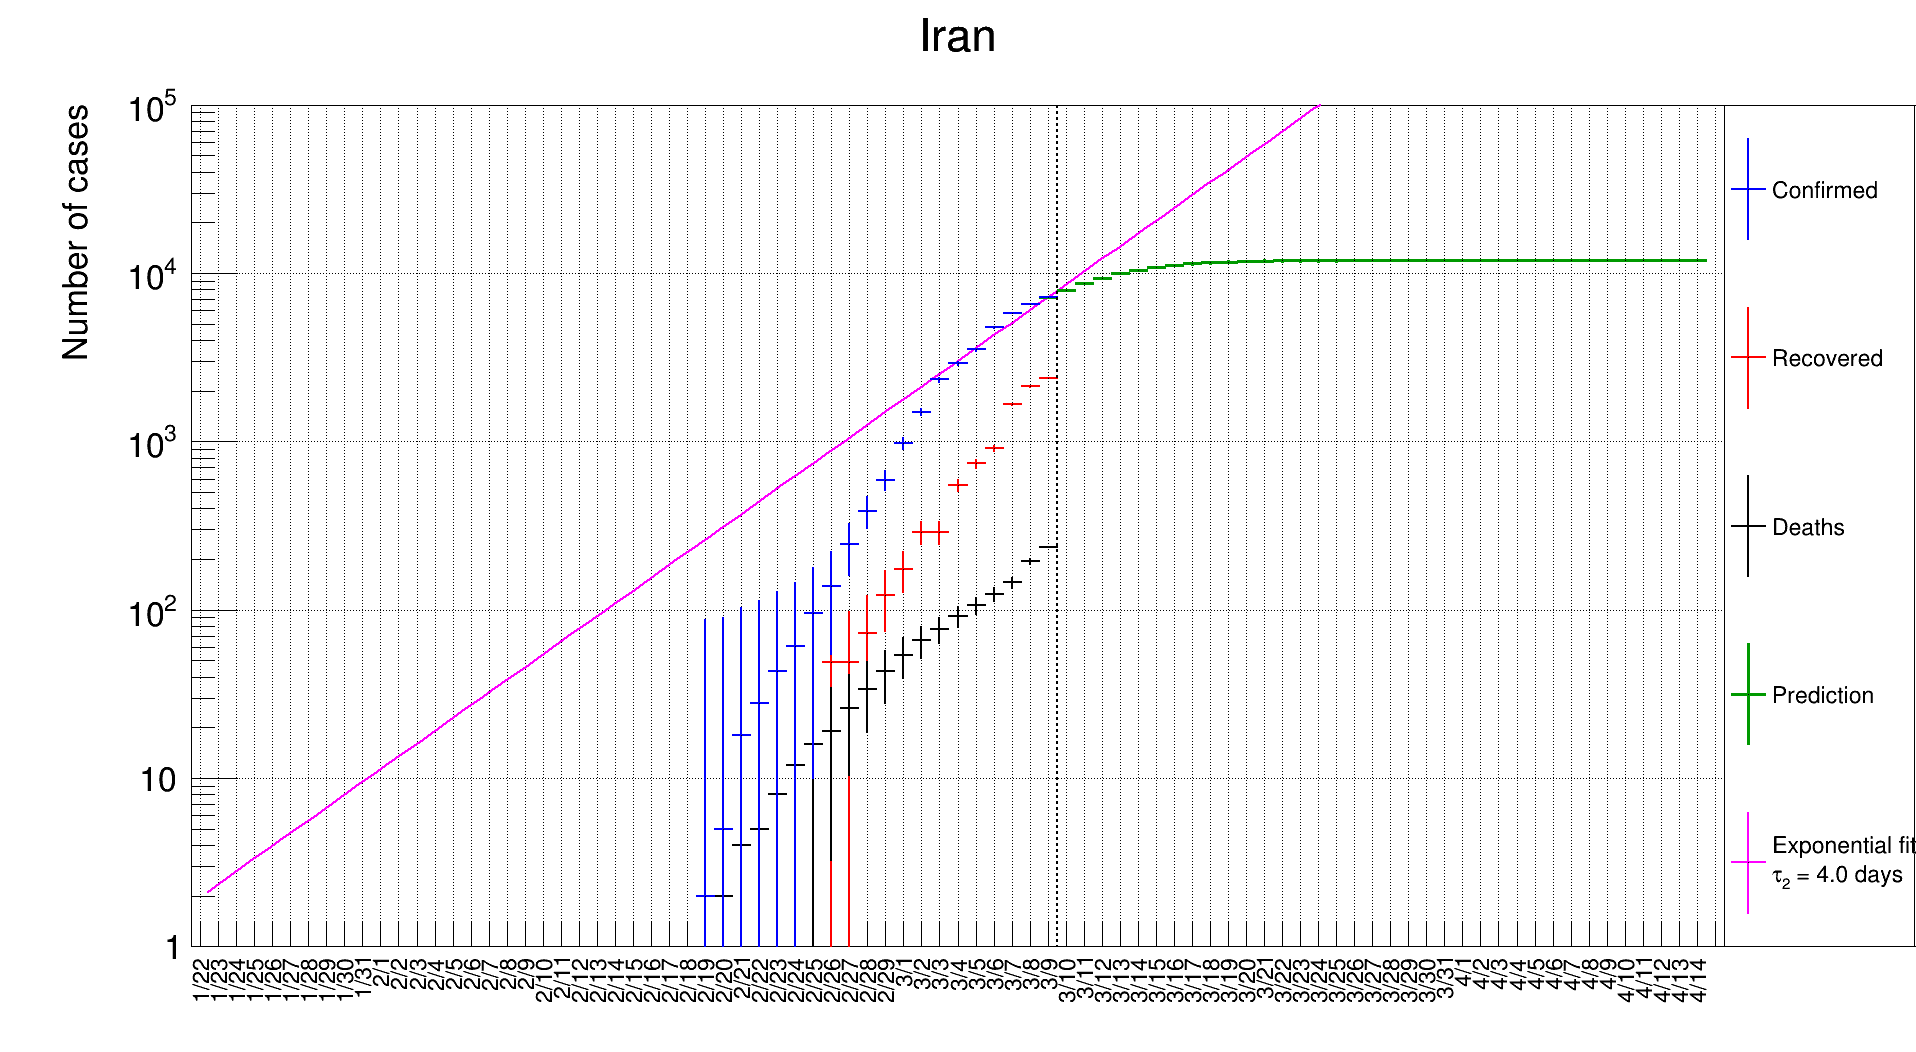 Iran
Number of cases
10⁵
10⁴
10³
10²
10
1
1/22 1/23 1/24 1/25 1/26 1/27 1/28 1/29 1/30 1/31 2/1 2/2 2/3 2/4 2/5 2/6 2/7 2/8 2/9 2/10 2/11 2/12 2/13 2/14 2/15 2/16 2/17 2/18 2/19 2/20 2/21 2/22 2/23 2/24 2/25 2/26 2/27 2/28 2/29 3/1 3/2 3/3 3/4 3/5 3/6 3/7 3/8 3/9 3/10 3/11 3/12 3/13 3/14 3/15 3/16 3/17 3/18 3/19 3/20 3/21 3/22 3/23 3/24 3/25 3/26 3/27 3/28 3/29 3/30 3/31 4/1 4/2 4/3 4/4 4/5 4/6 4/7 4/8 4/9 4/10 4/11 4/12 4/13 4/14
Confirmed
Recovered
Deaths
Prediction
Exponential fit
τ₂ = 4.0 days